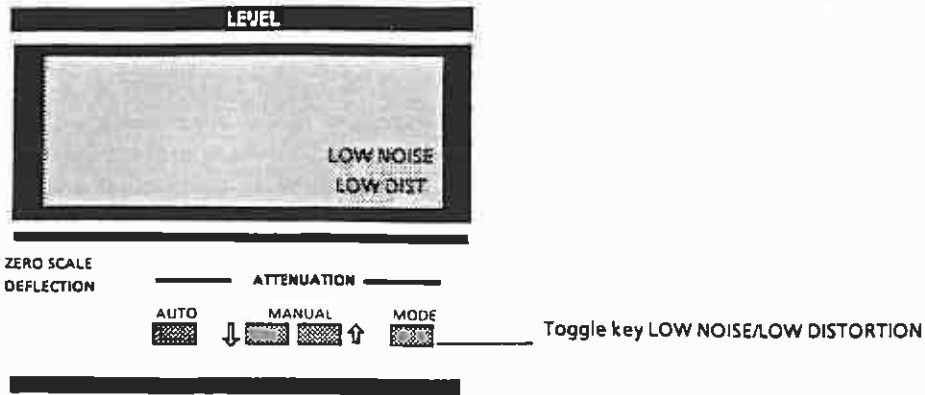 LEVEL
LOW NOISE
LOW DIST
ZERO SCALE
DEFLECTION
ATTENUATION
AUTO
MANUAL
MODE
Toggle key LOW NOISE/LOW DISTORTION